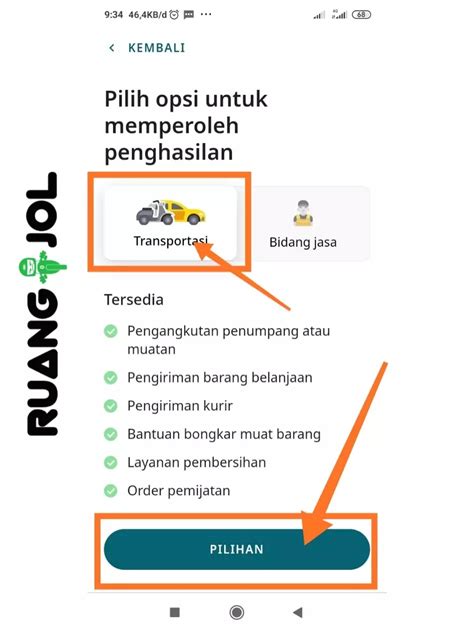 9:34 46,4KB/d
4G
68
KEMBALI
Pilih opsi untuk
memperoleh
penghasilan
Transportasi
Bidang jasa
Tersedia
Pengangkutan penumpang atau
muatan
Pengiriman barang belanjaan
Pengiriman kurir
Bantuan bongkar muat barang
Layanan pembersihan
Order pemijatan
PILIHAN
RUANG JOL